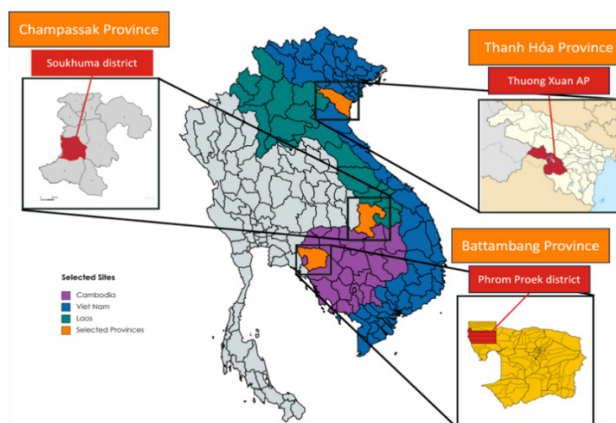 Champassak Province
Soukhuma district
Thanh Hóa Province
Thuong Xuan AP
Battambang Province
Phrom Proek district
Selected Sites
Cambodia
Viet Nam
Laos
Selected Provinces